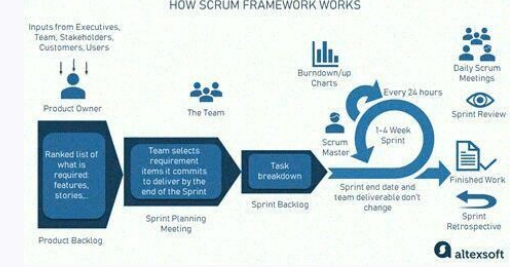 HOW SCRUM FRAMEWORK WORKS
Inputs from Executives,
Team, Stakeholders,
Customers, Users
Product Owner
Ranked list of
what is
required:
features,
stories,..
Product Backlog
The Team
Team selects
requirement
items it commits
to deliver by the
end of the Sprint
Sprint Planning
Meeting
Task
breakdown
Sprint Backlog
Burndown/up
Charts
Scrum
Master
Every 24 hours
1-4 Week
Sprint
Sprint end date and
team deliverable don't
change
Daily Scrum
Meetings
Sprint Review
Finished Work
Sprint
Retrospective
altexsoft